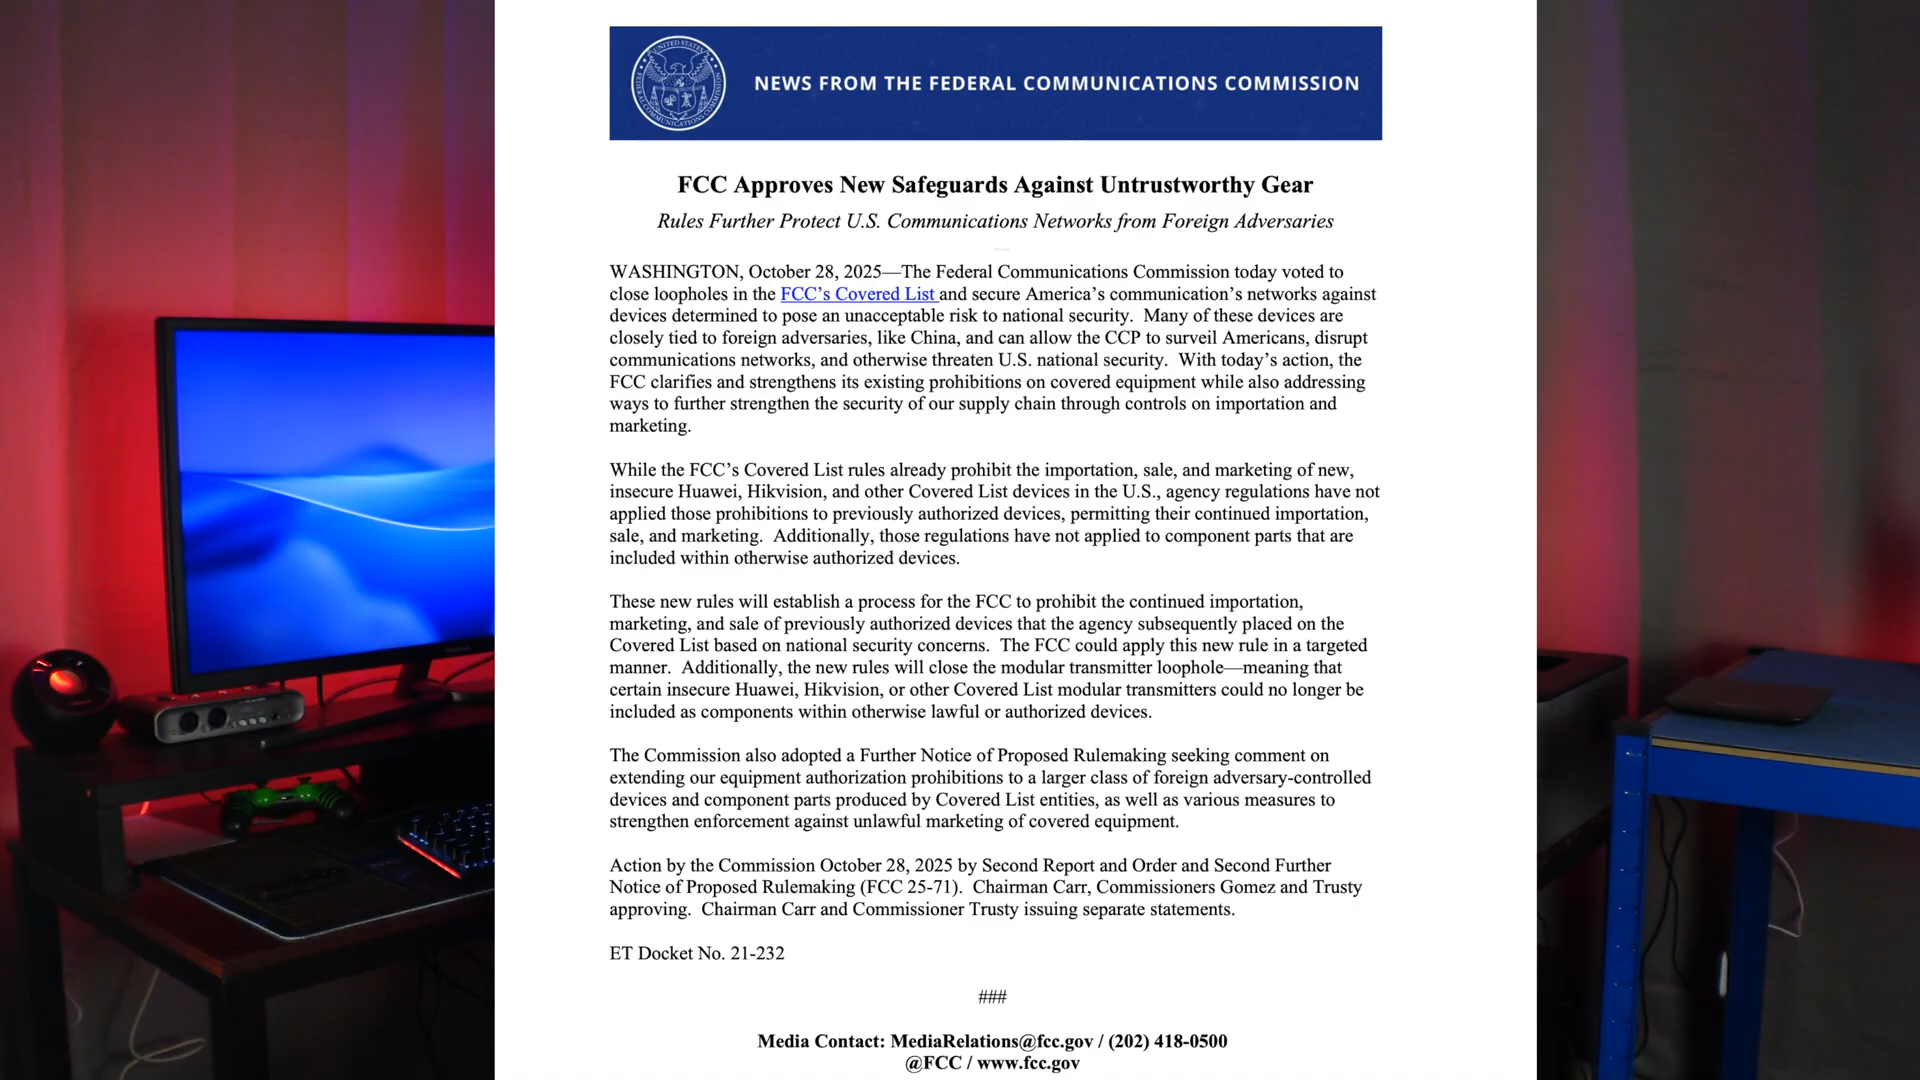 NEWS FROM THE FEDERAL COMMUNICATIONS COMMISSION
FCC Approves New Safeguards Against Untrustworthy Gear
Rules Further Protect U.S. Communications Networks from Foreign Adversaries
WASHINGTON, October 28, 2025—The Federal Communications Commission today voted to
close loopholes in the FCC’s Covered List and secure America’s communication’s networks against
devices determined to pose an unacceptable risk to national security.  Many of these devices are
closely tied to foreign adversaries, like China, and can allow the CCP to surveil Americans, disrupt
communications networks, and otherwise threaten U.S. national security.  With today’s action, the
FCC clarifies and strengthens its existing prohibitions on covered equipment while also addressing
ways to further strengthen the security of our supply chain through controls on importation and
marketing.
While the FCC’s Covered List rules already prohibit the importation, sale, and marketing of new,
insecure Huawei, Hikvision, and other Covered List devices in the U.S., agency regulations have not
applied those prohibitions to previously authorized devices, permitting their continued importation,
sale, and marketing.  Additionally, those regulations have not applied to component parts that are
included within otherwise authorized devices.
These new rules will establish a process for the FCC to prohibit the continued importation,
marketing, and sale of previously authorized devices that the agency subsequently placed on the
Covered List based on national security concerns.  The FCC could apply this new rule in a targeted
manner.  Additionally, the new rules will close the modular transmitter loophole—meaning that
certain insecure Huawei, Hikvision, or other Covered List modular transmitters could no longer be
included as components within otherwise lawful or authorized devices.
The Commission also adopted a Further Notice of Proposed Rulemaking seeking comment on
extending our equipment authorization prohibitions to a larger class of foreign adversary-controlled
devices and component parts produced by Covered List entities, as well as various measures to
strengthen enforcement against unlawful marketing of covered equipment.
Action by the Commission October 28, 2025 by Second Report and Order and Second Further
Notice of Proposed Rulemaking (FCC 25-71).  Chairman Carr, Commissioners Gomez and Trusty
approving.  Chairman Carr and Commissioner Trusty issuing separate statements.
ET Docket No. 21-232
###
Media Contact: MediaRelations@fcc.gov / (202) 418-0500
@FCC / www.fcc.gov